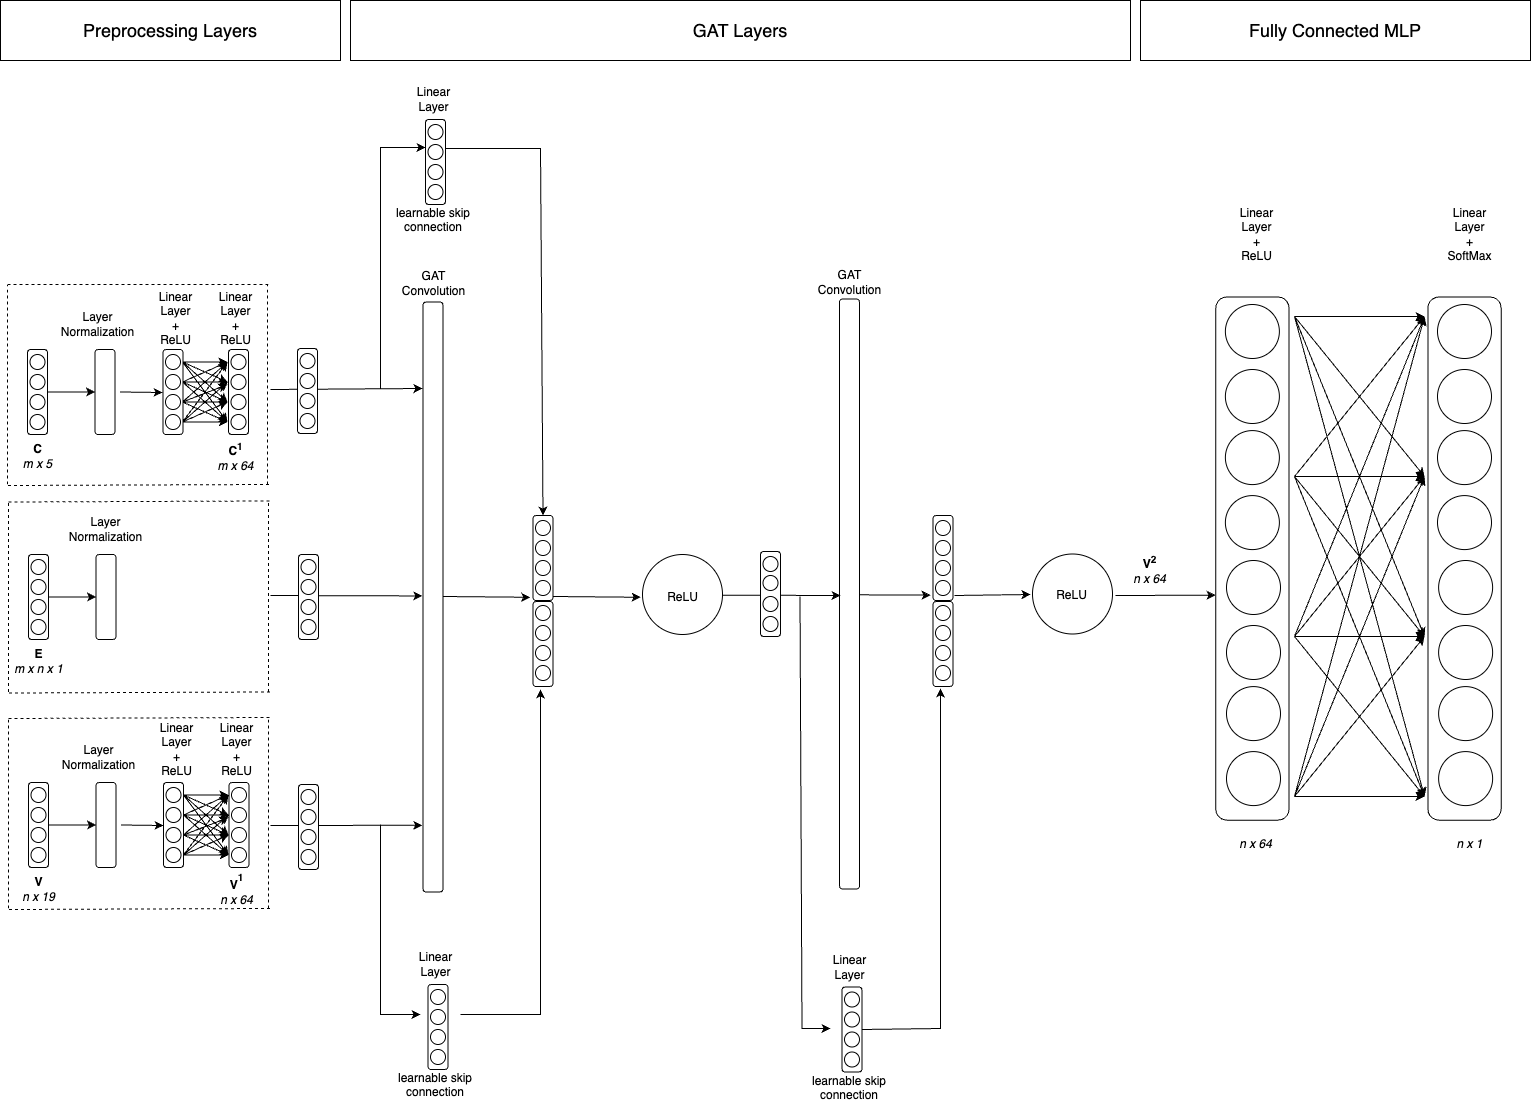 Preprocessing Layers
GAT Layers
Fully Connected MLP
Linear
Layer
learnable skip
connection
GAT
Convolution
Layer
Normalization
Linear
Layer
+
ReLU
Linear
Layer
+
ReLU
C
m x 5
C¹
m x 64
Layer
Normalization
E
m x n x 1
Layer
Normalization
Linear
Layer
+
ReLU
Linear
Layer
+
ReLU
V
n x 19
V¹
n x 64
Linear
Layer
learnable skip
connection
ReLU
GAT
Convolution
Linear
Layer
learnable skip
connection
ReLU
V²
n x 64
Linear
Layer
+
ReLU
n x 64
Linear
Layer
+
SoftMax
n x 1